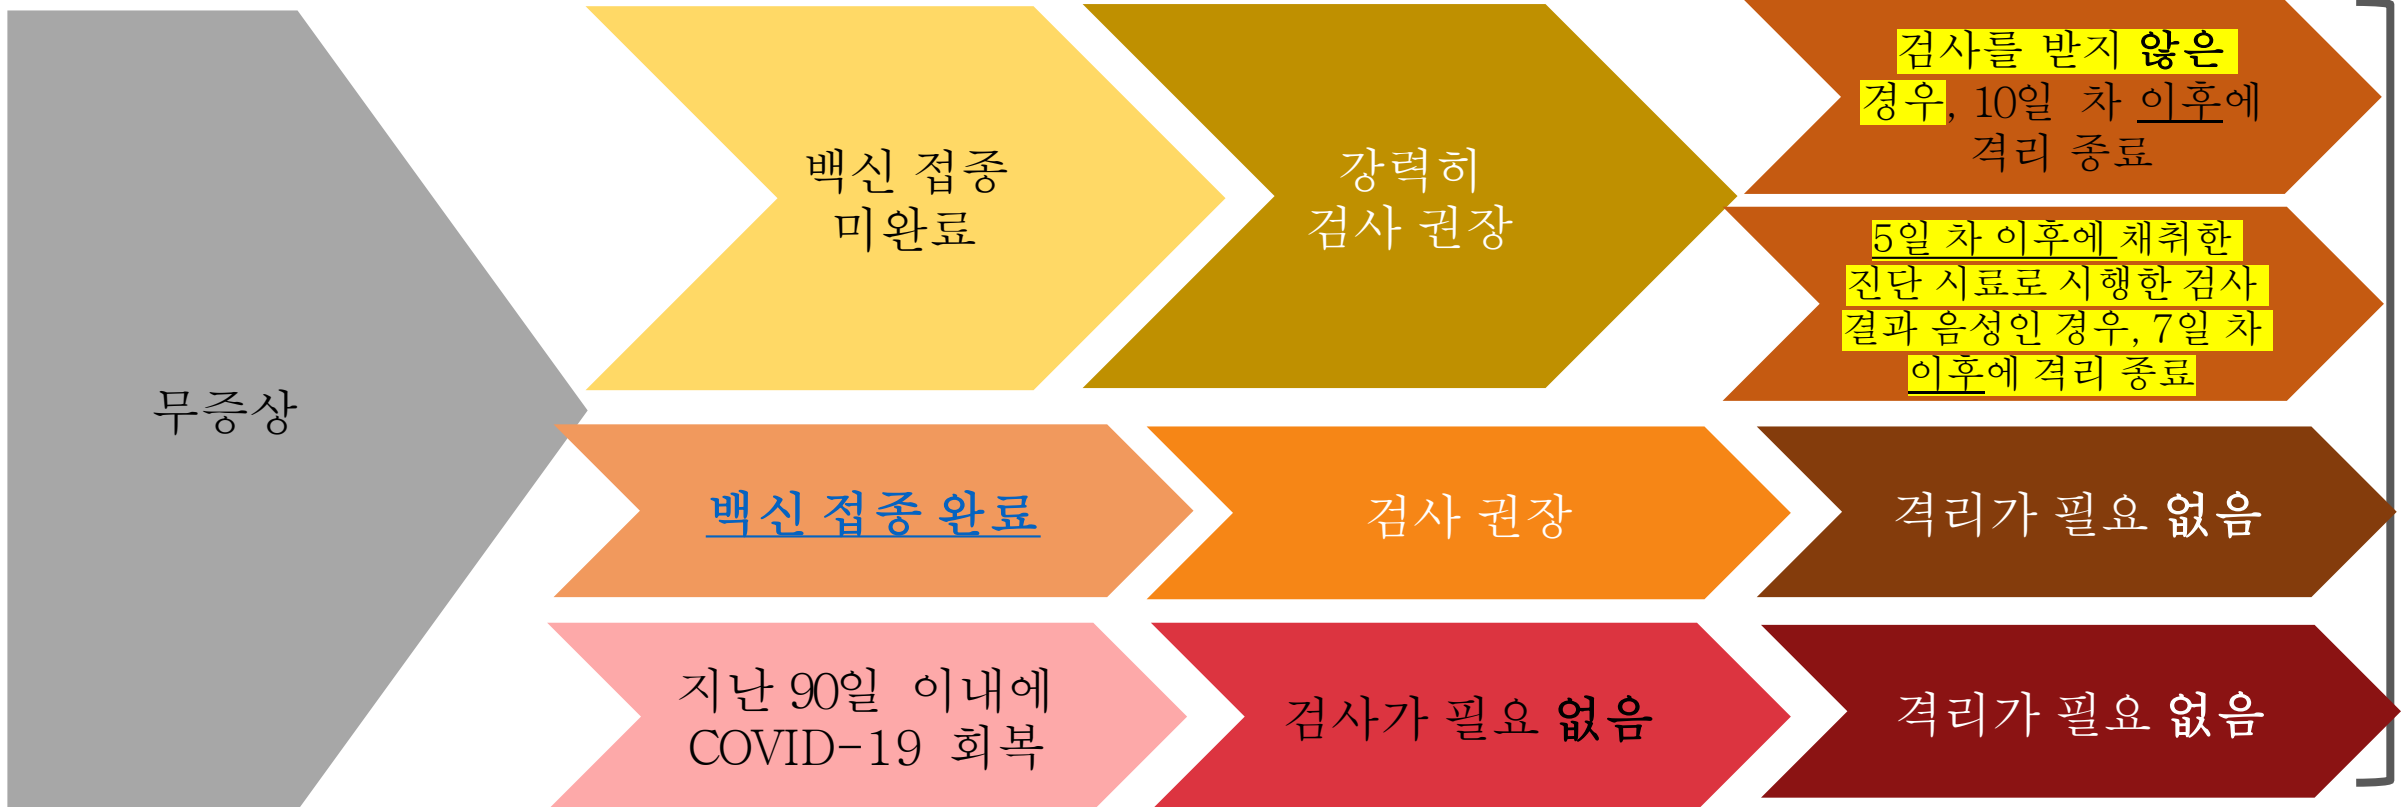 무증상
백신 접종
미완료
강력히
검사 권장
검사를 받지 않은
경우, 10일 차 이후에
격리 종료
5일 차 이후에 채취한
진단 시료로 시행한 검사
결과 음성인 경우, 7일 차
이후에 격리 종료
백신 접종 완료
검사 권장
격리가 필요 없음
지난 90일 이내에
COVID-19 회복
검사가 필요 없음
격리가 필요 없음